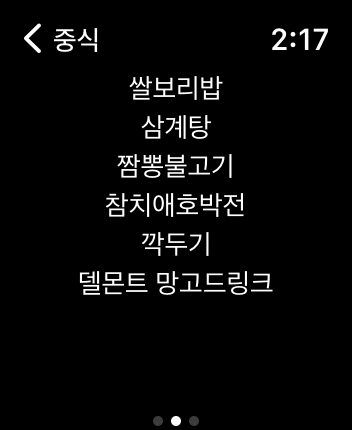 중식 2:17
쌀보리밥
삼계탕
짬뽕불고기
참치애호박전
깍두기
델몬트 망고드링크